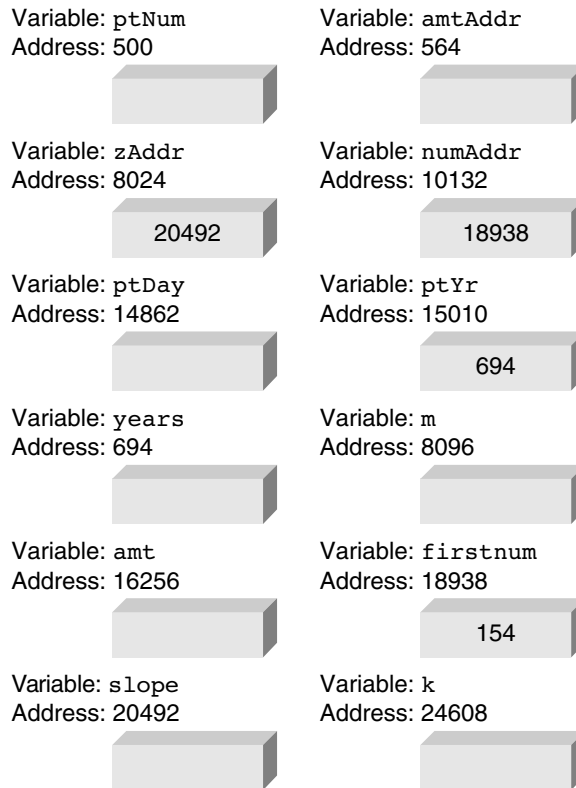 Variable: ptNum
Address: 500
Variable: amtAddr
Address: 564
Variable: zAddr
Address: 8024
20492
Variable: numAddr
Address: 10132
18938
Variable: ptDay
Address: 14862
Variable: ptYr
Address: 15010
694
Variable: years
Address: 694
Variable: m
Address: 8096
Variable: amt
Address: 16256
Variable: firstnum
Address: 18938
154
Variable: slope
Address: 20492
Variable: k
Address: 24608